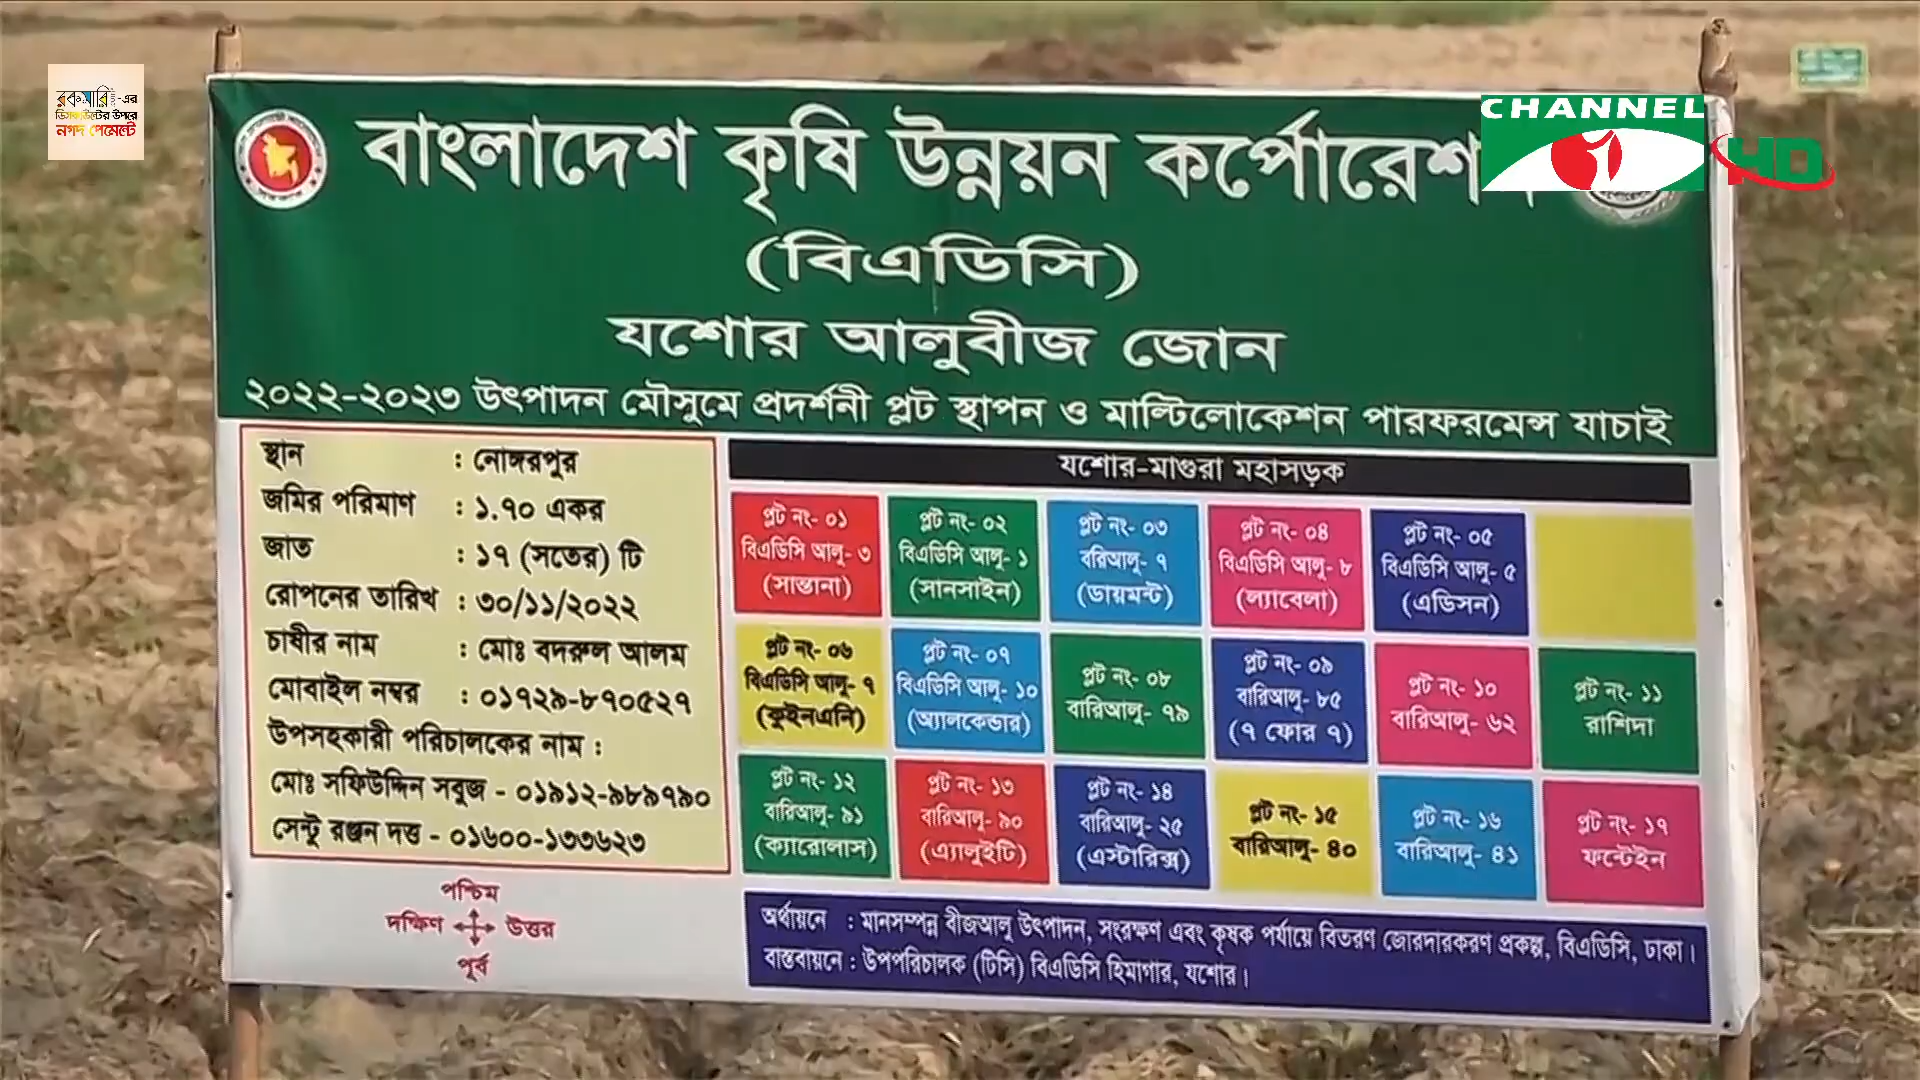 রকমারি-এর
ডিসকাউন্টের উপরে
নগদ পেমেন্টে
CHANNEL
HD
বাংলাদেশ কৃষি উন্নয়ন
(বিএডিসি)
যশোর আলুবীজ জোন
২০২২-২০২৩ উৎপাদন মৌসুমে প্রদর্শনী প্লট স্থাপন ও মাল্টিলোকেশন পারফরমেন্স যাচাই
স্থান : নোঙ্গরপুর
জমির পরিমাণ : ১.৭০ একর
জাত : ১৭ (সতের) টি
রোপনের তারিখ : ৩০/১১/২০২২
চাষীর নাম : মোঃ বদরুল আলম
মোবাইল নম্বর : ০১৭২৯-৮৭০৫২৭
উপসহকারী পরিচালকের নাম :
মোঃ সফিউদ্দিন সবুজ - ০১৯১২-৯৮৯৭৯০
সেন্টু রঞ্জন দত্ত - ০১৬০০-১৩৩৬২৩
পশ্চিম
দক্ষিণ উত্তর
পূর্ব
যশোর-মাগুরা মহাসড়ক
প্লট নং- ০১
বিএডিসি আলু- ৩
(সান্তানা)
প্লট নং- ০২
বিএডিসি আলু- ১
(সানসাইন)
প্লট নং- ০৩
বরিআলু- ৭
(ডায়মন্ট)
প্লট নং- ০৪
বিএডিসি আলু- ৮
(ল্যাবেলা)
প্লট নং- ০৫
বিএডিসি আলু- ৫
(এডিসন)
প্লট নং- ০৬
বিএডিসি আলু- ৭
(কুইনএনি)
প্লট নং- ০৭
বিএডিসি আলু- ১০
(অ্যালকেন্ডার)
প্লট নং- ০৮
বারিআলু- ৭৯
প্লট নং- ০৯
বারিআলু- ৮৫
(৭ ফোর ৭)
প্লট নং- ১০
বারিআলু- ৬২
প্লট নং- ১১
রাশিদা
প্লট নং- ১২
বারিআলু- ৯১
(ক্যারোলাস)
প্লট নং- ১৩
বারিআলু- ৯০
(এ্যালুইটি)
প্লট নং- ১৪
বারিআলু- ২৫
(এস্টারিক্স)
প্লট নং- ১৫
বারিআলু- ৪০
প্লট নং- ১৬
বারিআলু- ৪১
প্লট নং- ১৭
ফন্টেইন
অর্থায়নে : মানসম্পন্ন বীজআলু উৎপাদন, সংরক্ষণ এবং কৃষক পর্যায়ে বিতরণ জোরদারকরণ প্রকল্প, বিএডিসি, ঢাকা।
বাস্তবায়নে : উপপরিচালক (টিসি) বিএডিসি হিমাগার, যশোর।